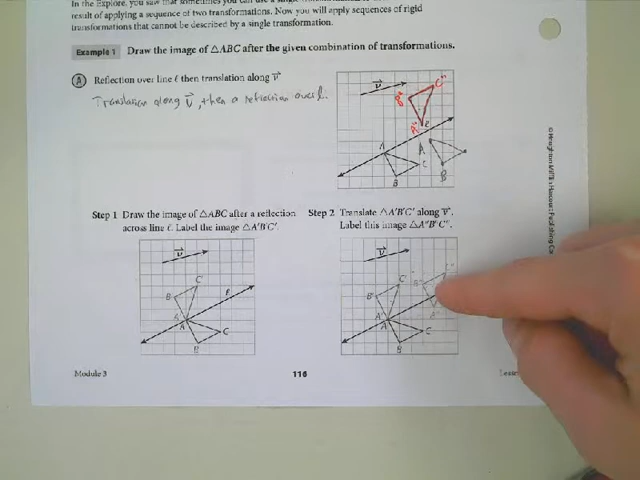 In the Explore, you saw that sometimes you can use a
result of applying a sequence of two transformations. Now you will apply sequences of rigid
transformations that cannot be described by a single transformation.
Example 1 Draw the image of △ABC after the given combination of transformations.
A Reflection over line ℓ then translation along v⃗
Translation along v⃗, then a reflection over ℓ.
v⃗
B"
C"
A"
ℓ
A
C
B
A
B
Step 1 Draw the image of △ABC after a reflection
across line ℓ. Label the image △A'B'C'.
Step 2 Translate △A'B'C' along v⃗.
Label this image △A"B"C".
v⃗
C'
B'
ℓ
A'
A
C
B
v⃗
C'
B'
A'
A
C
B
Module 3
116
© Houghton Mifflin Harcourt Publishing Co